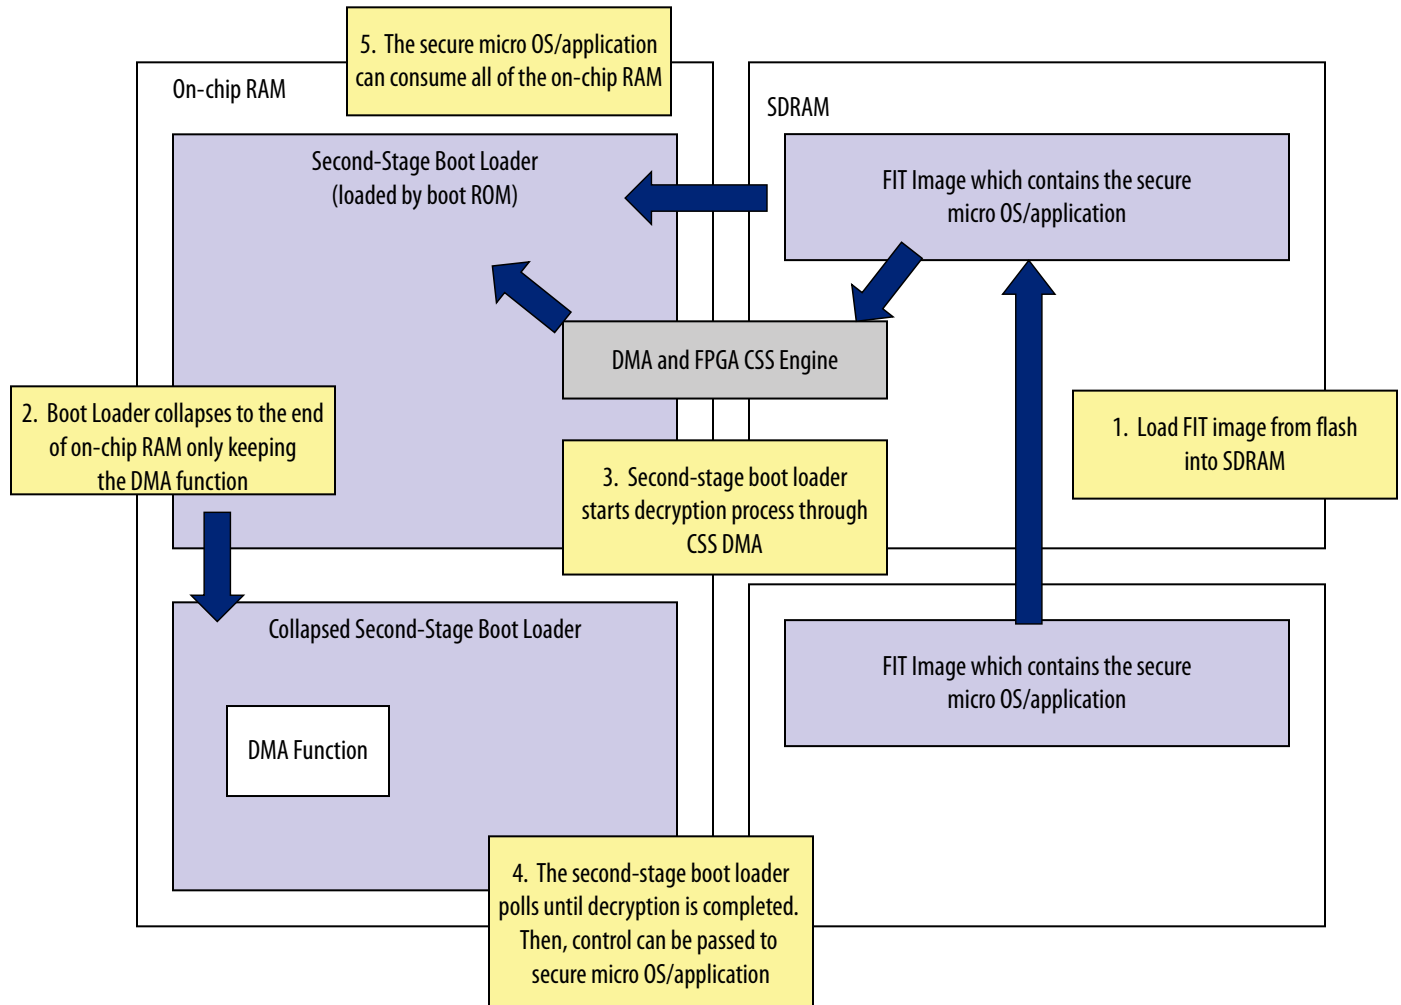 5. The secure micro OS/application
can consume all of the on-chip RAM
On-chip RAM
SDRAM
Second-Stage Boot Loader
(loaded by boot ROM)
FIT Image which contains the secure
micro OS/application
DMA and FPGA CSS Engine
2. Boot Loader collapses to the end
of on-chip RAM only keeping
the DMA function
1. Load FIT image from flash
into SDRAM
3. Second-stage boot loader
starts decryption process through
CSS DMA
Collapsed Second-Stage Boot Loader
DMA Function
FIT Image which contains the secure
micro OS/application
4. The second-stage boot loader
polls until decryption is completed.
Then, control can be passed to
secure micro OS/application